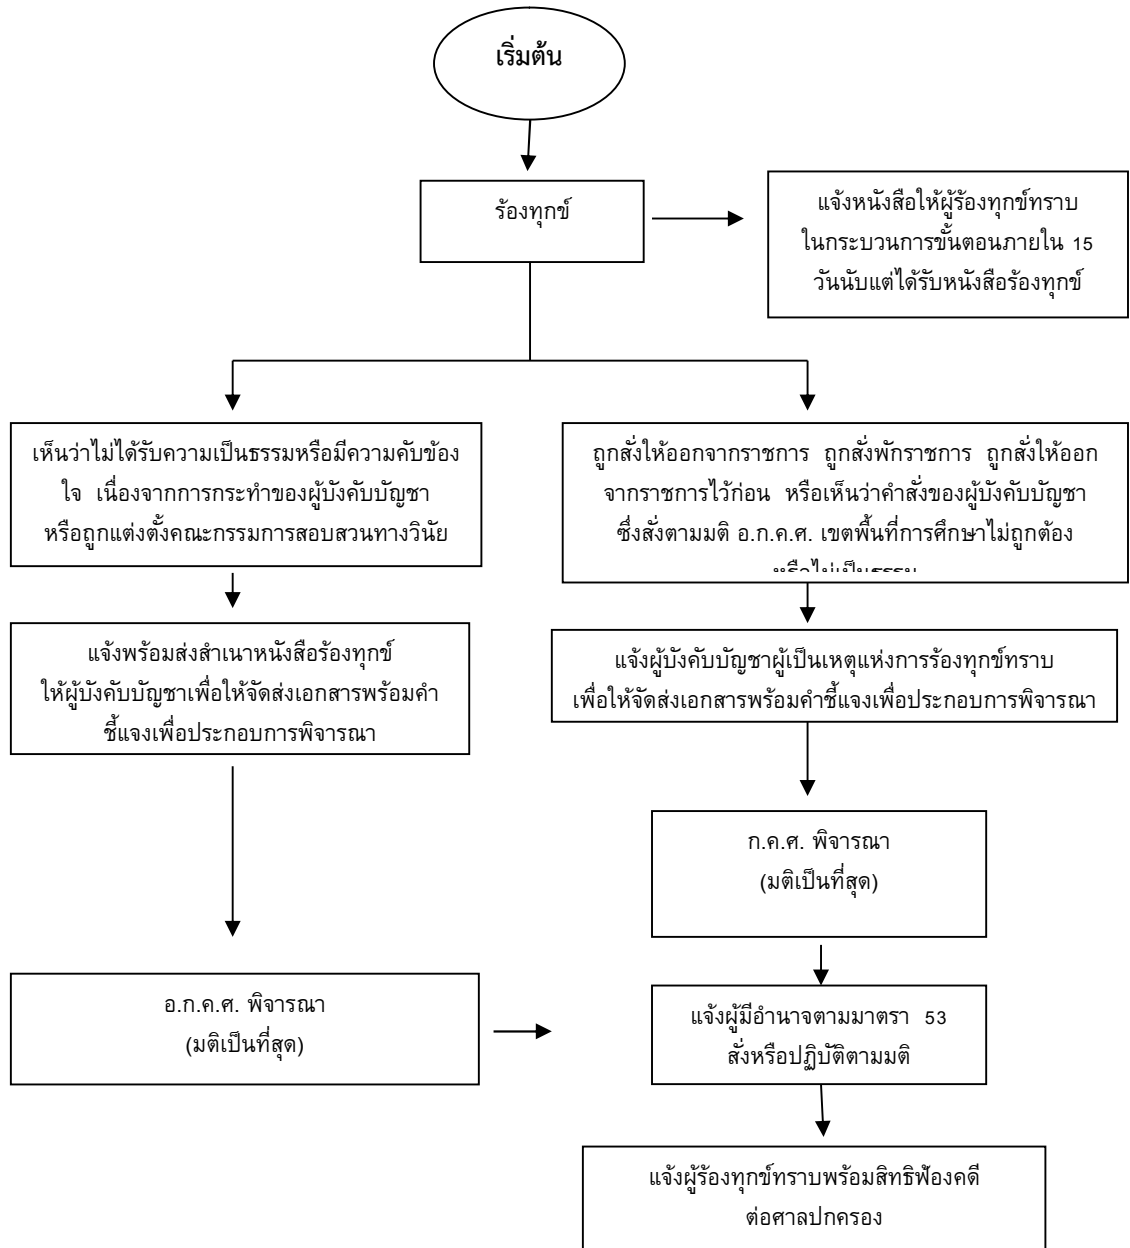 เริ่มต้น
ร้องทุกข์
แจ้งหนังสือให้ผู้ร้องทุกข์ทราบ
ในกระบวนการขั้นตอนภายใน 15
วันนับแต่ได้รับหนังสือร้องทุกข์
เห็นว่าไม่ได้รับความเป็นธรรมหรือมีความคับข้อง
ใจ เนื่องจากการกระทำของผู้บังคับบัญชา
หรือถูกแต่งตั้งคณะกรรมการสอบสวนทางวินัย
ถูกสั่งให้ออกจากราชการ ถูกสั่งพักราชการ ถูกสั่งให้ออก
จากราชการไว้ก่อน หรือเห็นว่าคำสั่งของผู้บังคับบัญชา
ซึ่งสั่งตามมติ อ.ก.ค.ศ. เขตพื้นที่การศึกษาไม่ถูกต้อง
หรือไม่เป็นธรรม
แจ้งพร้อมส่งสำเนาหนังสือร้องทุกข์
ให้ผู้บังคับบัญชาเพื่อให้จัดส่งเอกสารพร้อมคำ
ชี้แจงเพื่อประกอบการพิจารณา
แจ้งผู้บังคับบัญชาผู้เป็นเหตุแห่งการร้องทุกข์ทราบ
เพื่อให้จัดส่งเอกสารพร้อมคำชี้แจงเพื่อประกอบการพิจารณา
ก.ค.ศ. พิจารณา
(มติเป็นที่สุด)
อ.ก.ค.ศ. พิจารณา
(มติเป็นที่สุด)
แจ้งผู้มีอำนาจตามมาตรา 53
สั่งหรือปฏิบัติตามมติ
แจ้งผู้ร้องทุกข์ทราบพร้อมสิทธิฟ้องคดี
ต่อศาลปกครอง